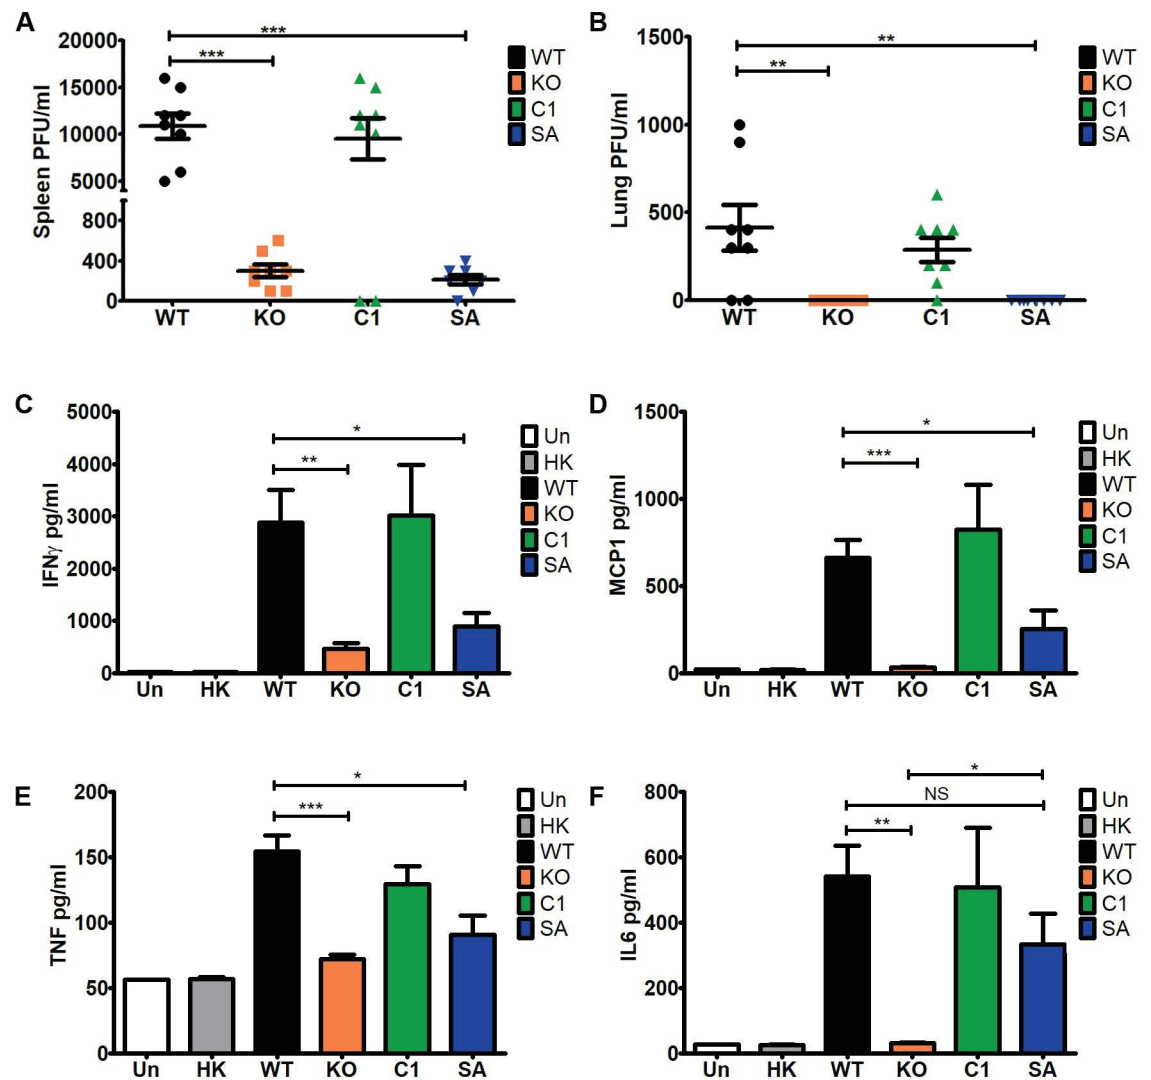 A
Spleen PFU/ml
20000
15000
10000
5000
800
400
0
***
***
WT
KO
C1
SA
WT
KO
C1
SA
B
Lung PFU/ml
1500
1000
500
0
**
**
WT
KO
C1
SA
WT
KO
C1
SA
C
IFNγ pg/ml
5000
4000
3000
2000
1000
0
*
**
Un
HK
WT
KO
C1
SA
Un
HK
WT
KO
C1
SA
D
MCP1 pg/ml
1500
1000
500
0
*
***
Un
HK
WT
KO
C1
SA
Un
HK
WT
KO
C1
SA
E
TNF pg/ml
200
150
100
50
0
*
***
Un
HK
WT
KO
C1
SA
Un
HK
WT
KO
C1
SA
F
IL6 pg/ml
800
600
400
200
0
*
NS
**
Un
HK
WT
KO
C1
SA
Un
HK
WT
KO
C1
SA